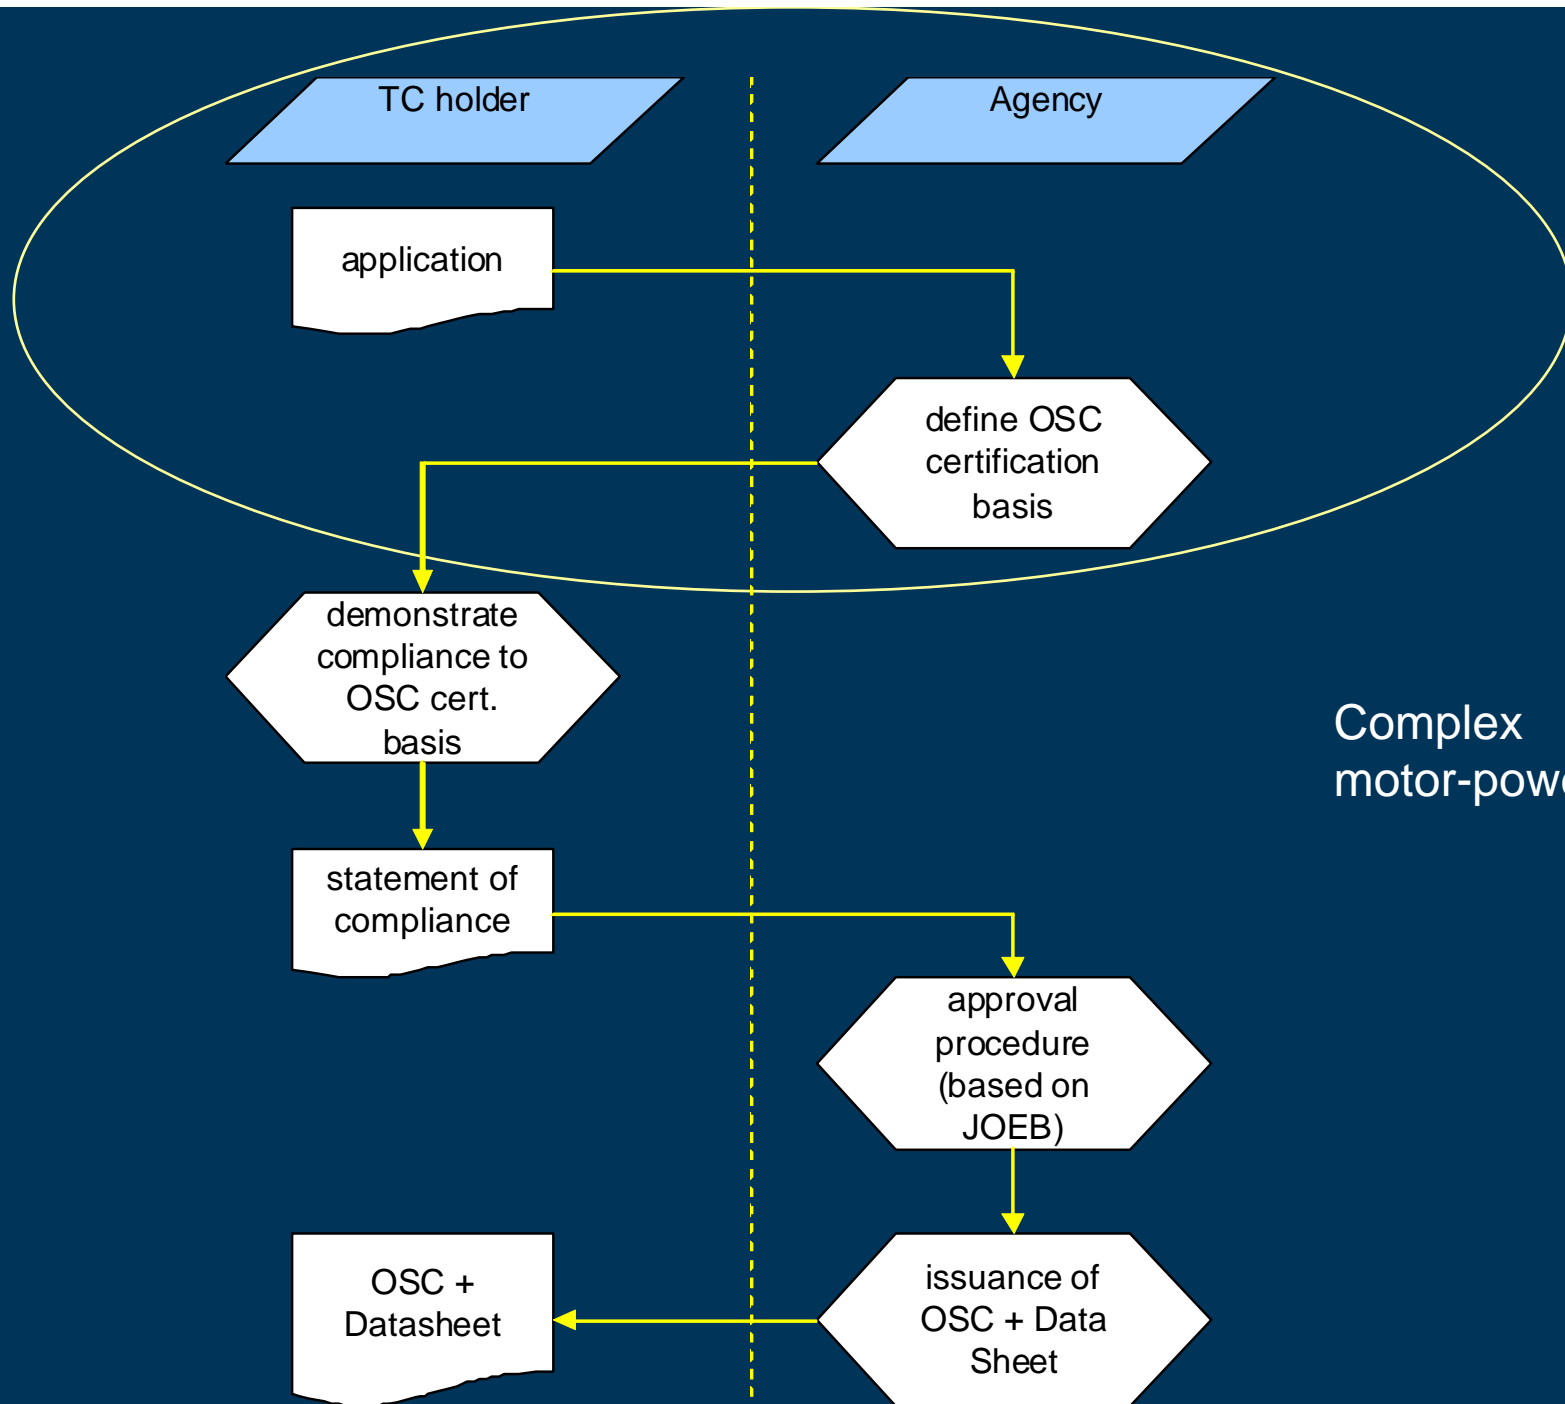 TC holder
Agency
application
define OSC
certification
basis
demonstrate
compliance to
OSC cert.
basis
Complex
statement of
compliance
approval
procedure
(based on
JOEB)
OSC +
Datasheet
issuance of
OSC + Data
Sheet